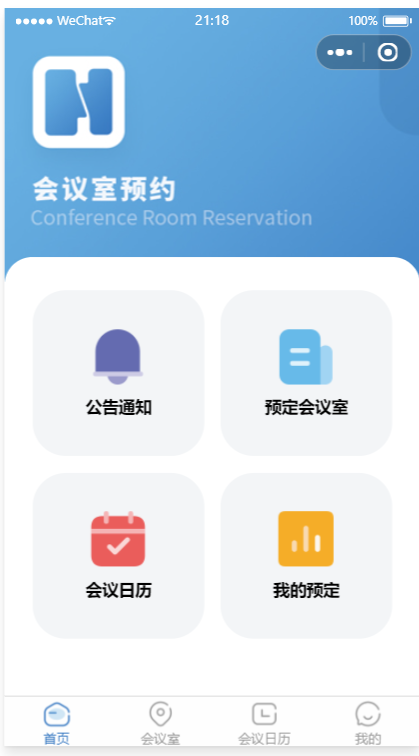 WeChat 21:18 100%
会议室预约
Conference Room Reservation
公告通知 预定会议室
会议日历 我的预定
首页 会议室 会议日历 我的